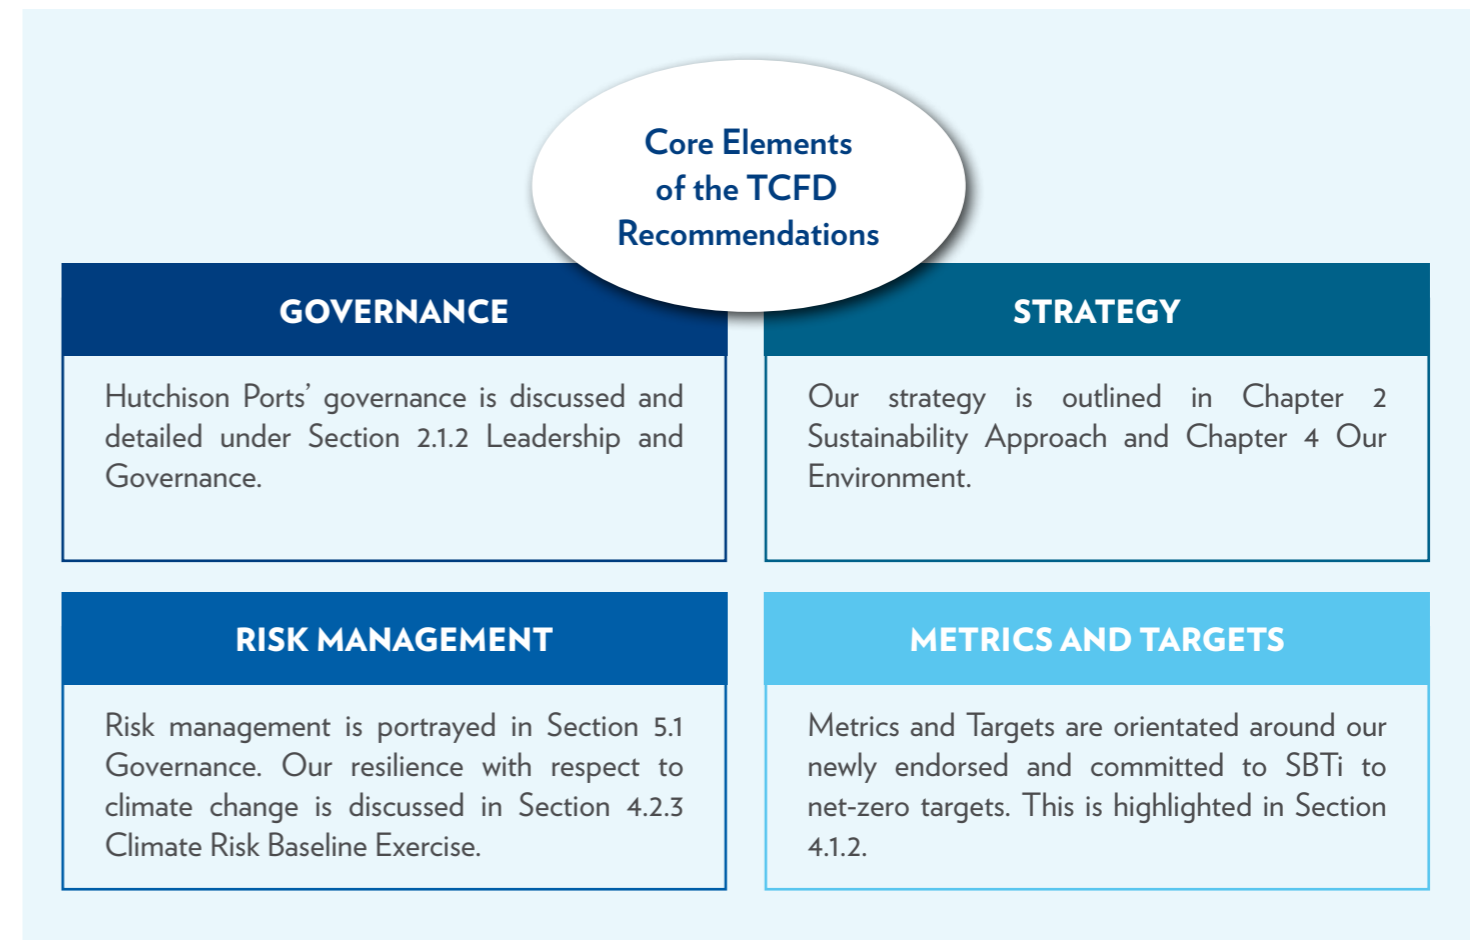 Core Elements
of the TCFD
Recommendations
GOVERNANCE
Hutchison Ports’ governance is discussed and
detailed under Section 2.1.2 Leadership and
Governance.
STRATEGY
Our strategy is outlined in Chapter 2
Sustainability Approach and Chapter 4 Our
Environment.
RISK MANAGEMENT
Risk management is portrayed in Section 5.1
Governance. Our resilience with respect to
climate change is discussed in Section 4.2.3
Climate Risk Baseline Exercise.
METRICS AND TARGETS
Metrics and Targets are orientated around our
newly endorsed and committed to SBTi to
net-zero targets. This is highlighted in Section
4.1.2.